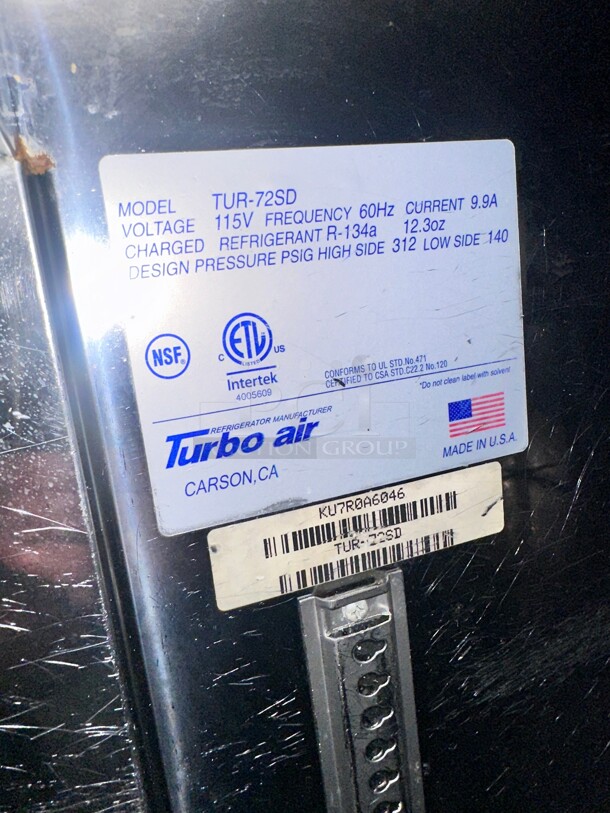 MODEL TUR-72SD
VOLTAGE 115V FREQUENCY 60Hz CURRENT 9.9A
CHARGED REFRIGERANT R-134a 12.3oz
DESIGN PRESSURE PSIG HIGH SIDE 312 LOW SIDE 140
NSF
C ETL US
LISTED
Intertek
4005609
CONFORMS TO UL STD.No.471
CERTIFIED TO CSA STD.C22.2 No.120
*Do not clean label with solvent
REFRIGERATOR MANUFACTURER
Turbo air
CARSON, CA
MADE IN U.S.A.
GROUP
KU7R0A6046
TUR-72SD